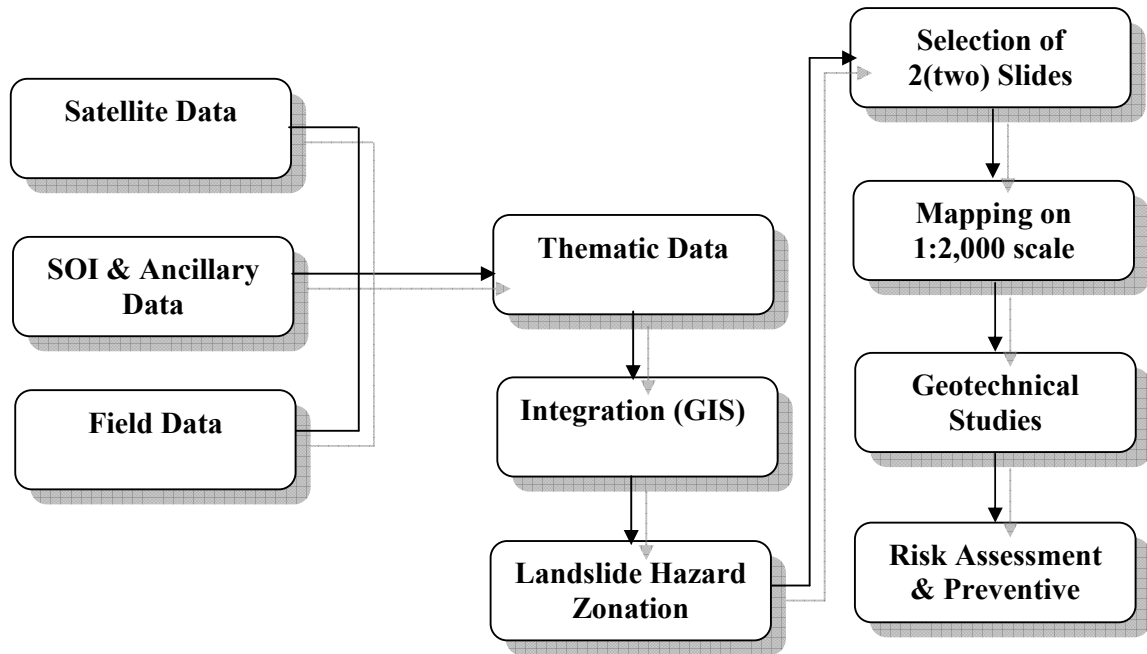 Satellite Data
SOI & Ancillary
Data
Field Data
Thematic Data
Integration (GIS)
Landslide Hazard
Zonation
Selection of
2(two) Slides
Mapping on
1:2,000 scale
Geotechnical
Studies
Risk Assessment
& Preventive